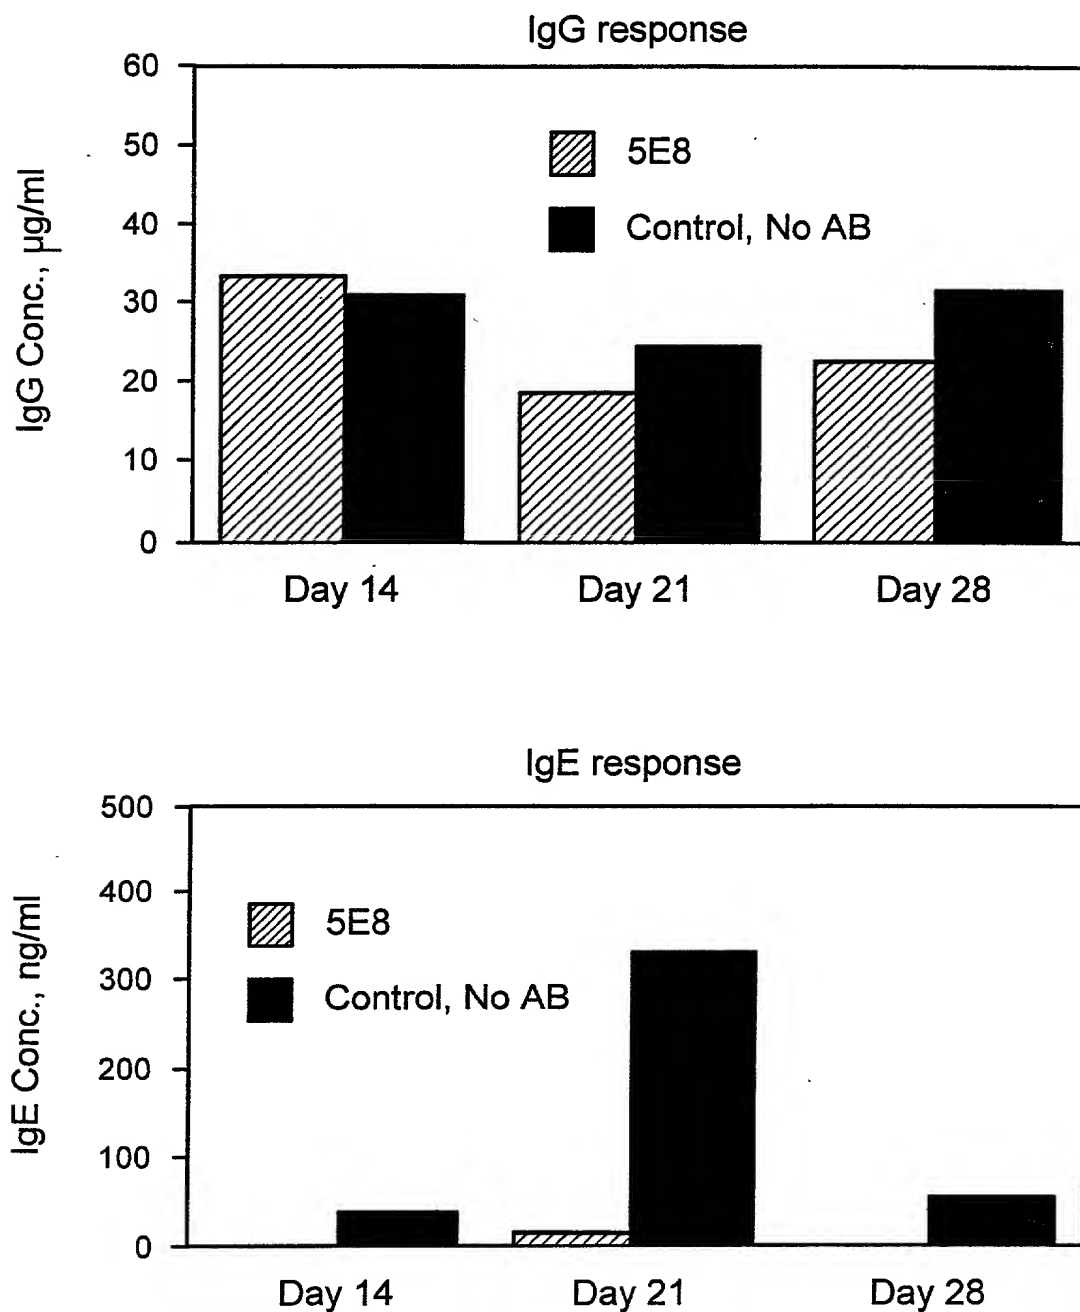 IgG response
60
50
40
30
20
10
0
IgG Conc., µg/ml
5E8
Control, No AB
Day 14
Day 21
Day 28
IgE response
500
400
300
200
100
0
IgE Conc., ng/ml
5E8
Control, No AB
Day 14
Day 21
Day 28